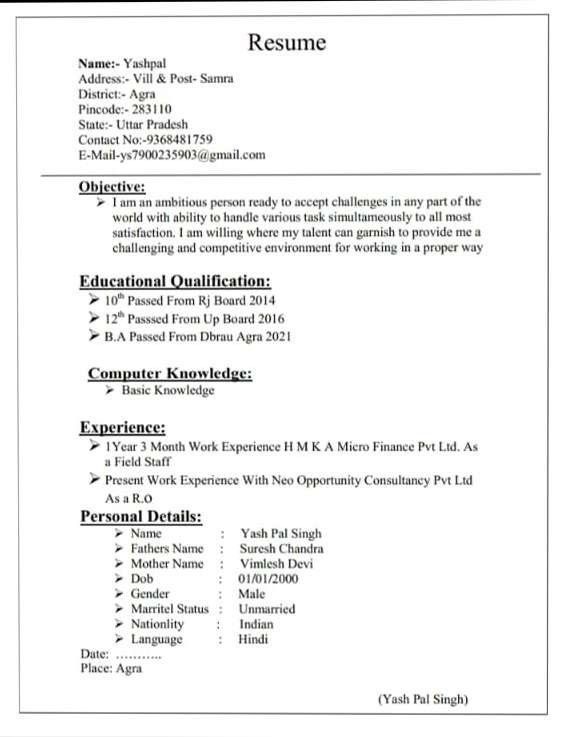 Resume
Name:- Yashpal
Address:- Vill & Post- Samra
District:- Agra
Pincode:- 283110
State:- Uttar Pradesh
Contact No:-9368481759
E-Mail-ys7900235903@gmail.com
Objective:
➢ I am an ambitious person ready to accept challenges in any part of the
world with ability to handle various task simultameously to all most
satisfaction. I am willing where my talent can garnish to provide me a
challenging and competitive environment for working in a proper way
Educational Qualification:
➢ 10th Passed From Rj Board 2014
➢ 12th Passsed From Up Board 2016
➢ B.A Passed From Dbrau Agra 2021
Computer Knowledge:
➢ Basic Knowledge
Experience:
➢ 1Year 3 Month Work Experience H M K A Micro Finance Pvt Ltd. As
a Field Staff
➢ Present Work Experience With Neo Opportunity Consultancy Pvt Ltd
As a R.O
Personal Details:
➢ Name : Yash Pal Singh
➢ Fathers Name : Suresh Chandra
➢ Mother Name : Vimlesh Devi
➢ Dob : 01/01/2000
➢ Gender : Male
➢ Marritel Status : Unmarried
➢ Nationlity : Indian
➢ Language : Hindi
Date: ...........
Place: Agra
(Yash Pal Singh)